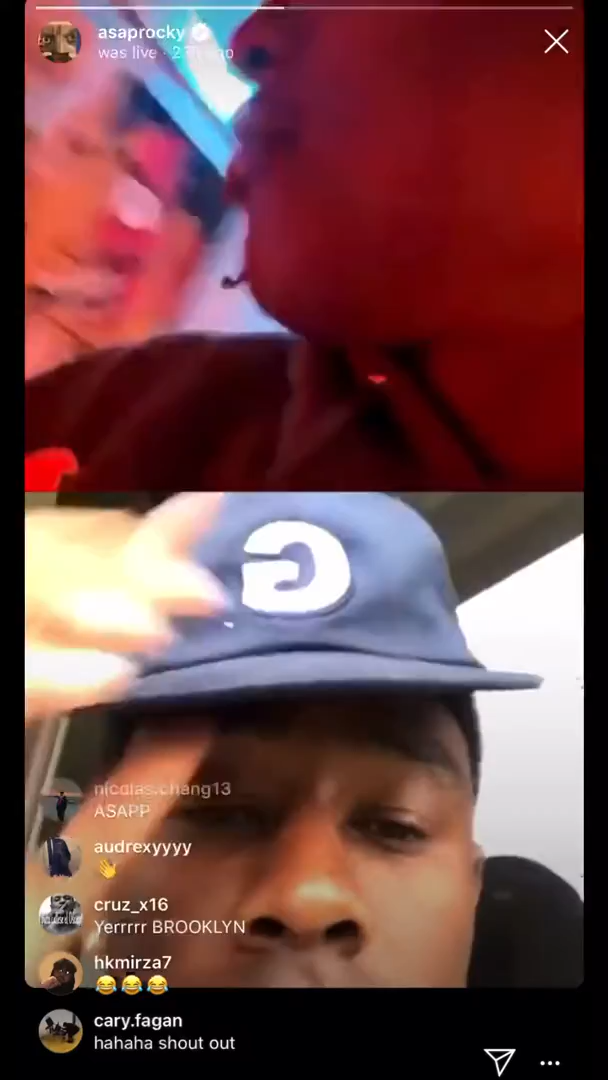 asaprocky
was live
G
nicolas.chang13
ASAPP
audrexyyyy
cruz_x16
Yerrrrr BROOKLYN
hkmirza7
cary.fagan
hahaha shout out